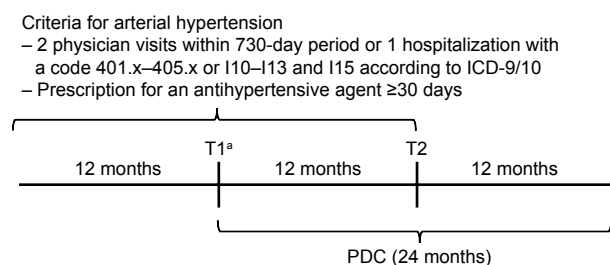 Criteria for arterial hypertension
– 2 physician visits within 730-day period or 1 hospitalization with
a code 401.x–405.x or I10–I13 and I15 according to ICD-9/10
– Prescription for an antihypertensive agent ≥30 days
T1ᵃ T2
12 months 12 months 12 months
PDC (24 months)